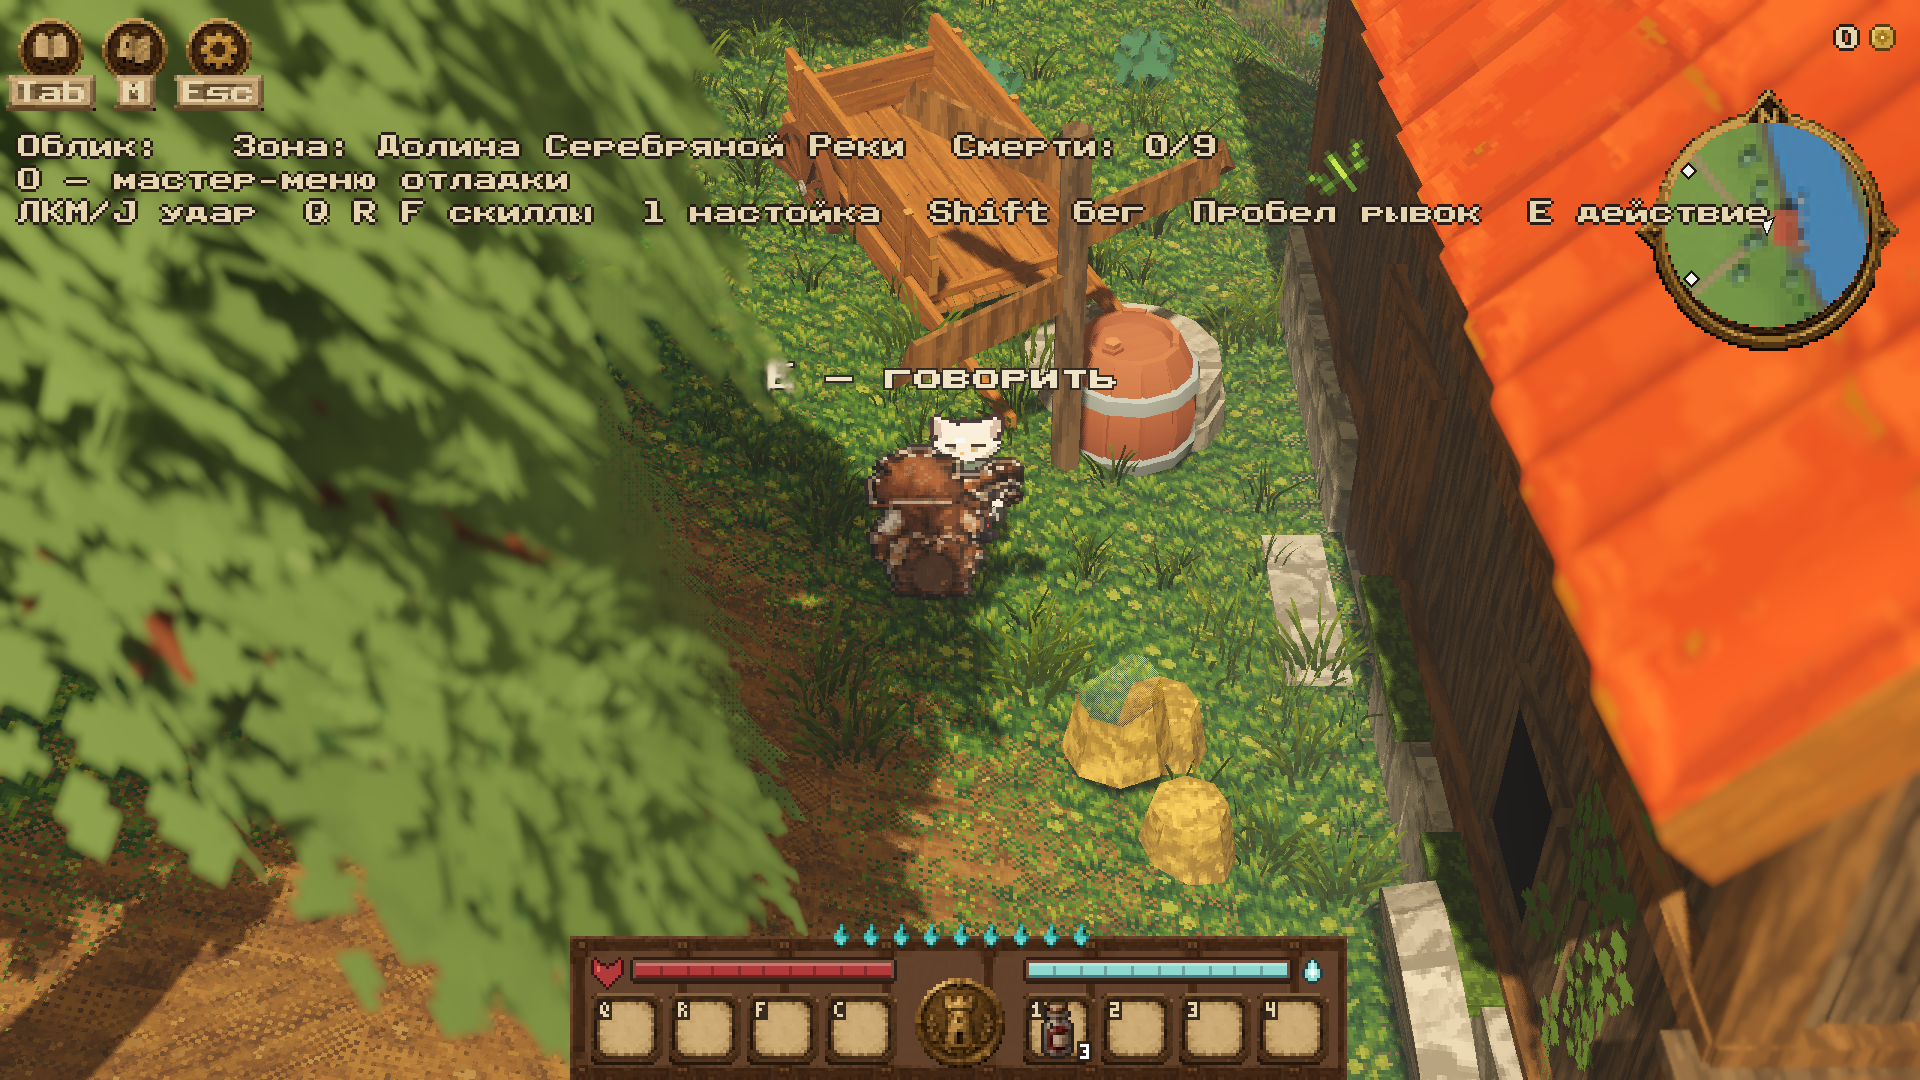 0
Tab M Esc
N
Облик: Зона: Долина Серебряной Реки Смерти: 0/9
O — мастер-меню отладки
ЛКМ/J удар Q R F скиллы 1 настойка Shift бег Пробел рывок E действие
E — говорить
Q R F C 1 2 3 4
3